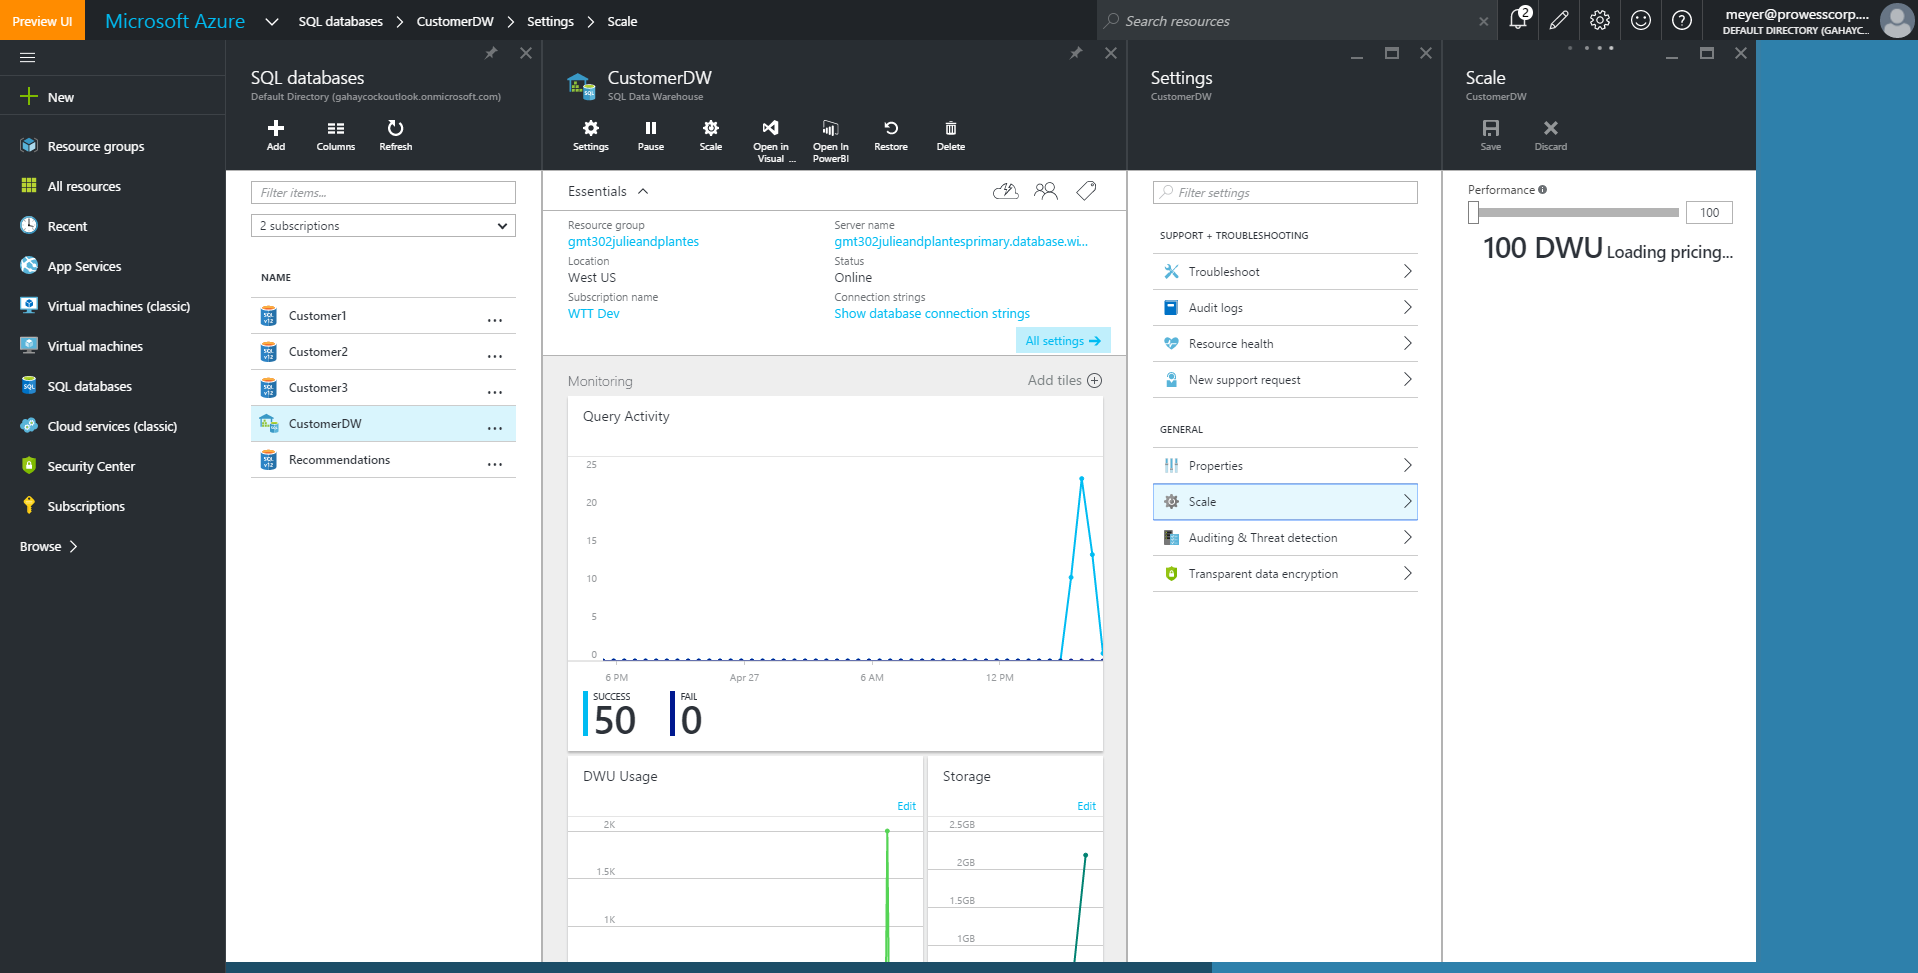 Preview UI
Microsoft Azure
SQL databases
CustomerDW
Settings
Scale
Search resources
2
meyer@prowesscorp....
DEFAULT DIRECTORY (GAHAYC...
New
Resource groups
All resources
Recent
App Services
Virtual machines (classic)
Virtual machines
SQL databases
Cloud services (classic)
Security Center
Subscriptions
Browse
SQL databases
Default Directory (gahaycockoutlook.onmicrosoft.com)
Add
Columns
Refresh
Filter items...
2 subscriptions
NAME
Customer1
Customer2
Customer3
CustomerDW
Recommendations
CustomerDW
SQL Data Warehouse
Settings
Pause
Scale
Open in
Visual ...
Open In
PowerBI
Restore
Delete
Essentials
Resource group
gmt302julieandplantes
Location
West US
Subscription name
WTT Dev
Server name
gmt302julieandplantesprimary.database.wi...
Status
Online
Connection strings
Show database connection strings
All settings
Monitoring
Add tiles
Query Activity
25
20
15
10
5
0
6 PM
Apr 27
6 AM
12 PM
SUCCESS
50
FAIL
0
DWU Usage
Edit
2K
1.5K
1K
Storage
Edit
2.5GB
2GB
1.5GB
1GB
Settings
CustomerDW
Filter settings
SUPPORT + TROUBLESHOOTING
Troubleshoot
Audit logs
Resource health
New support request
GENERAL
Properties
Scale
Auditing & Threat detection
Transparent data encryption
Scale
CustomerDW
Save
Discard
Performance
100
100 DWU Loading pricing...